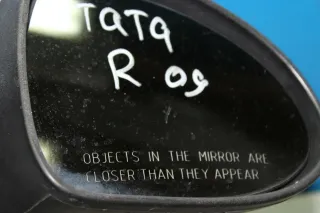 TATA
R 09
OBJECTS IN THE MIRROR ARE
CLOSER THAN THEY APPEAR